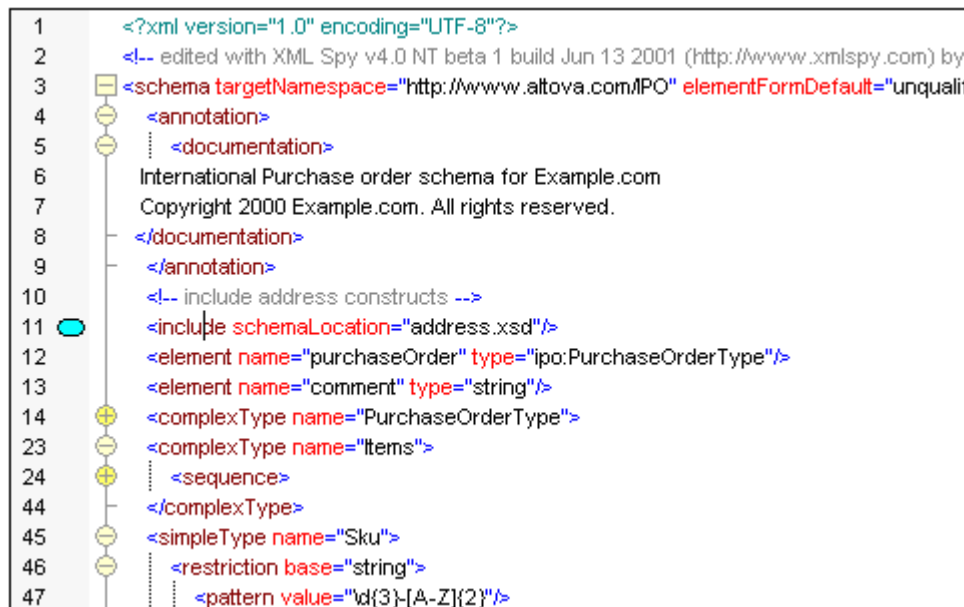 1 <?xml version="1.0" encoding="UTF-8"?>
2 <!-- edited with XML Spy v4.0 NT beta 1 build Jun 13 2001 (http://www.xmlspy.com) by
3 <schema targetNamespace="http://www.altova.com/IPO" elementFormDefault="unqualif
4 <annotation>
5 <documentation>
6 International Purchase order schema for Example.com
7 Copyright 2000 Example.com. All rights reserved.
8 </documentation>
9 </annotation>
10 <!-- include address constructs -->
11 <include schemaLocation="address.xsd"/>
12 <element name="purchaseOrder" type="ipo:PurchaseOrderType"/>
13 <element name="comment" type="string"/>
14 <complexType name="PurchaseOrderType">
23 <complexType name="Items">
24 <sequence>
44 </complexType>
45 <simpleType name="Sku">
46 <restriction base="string">
47 <pattern value="\d{3}-[A-Z]{2}"/>